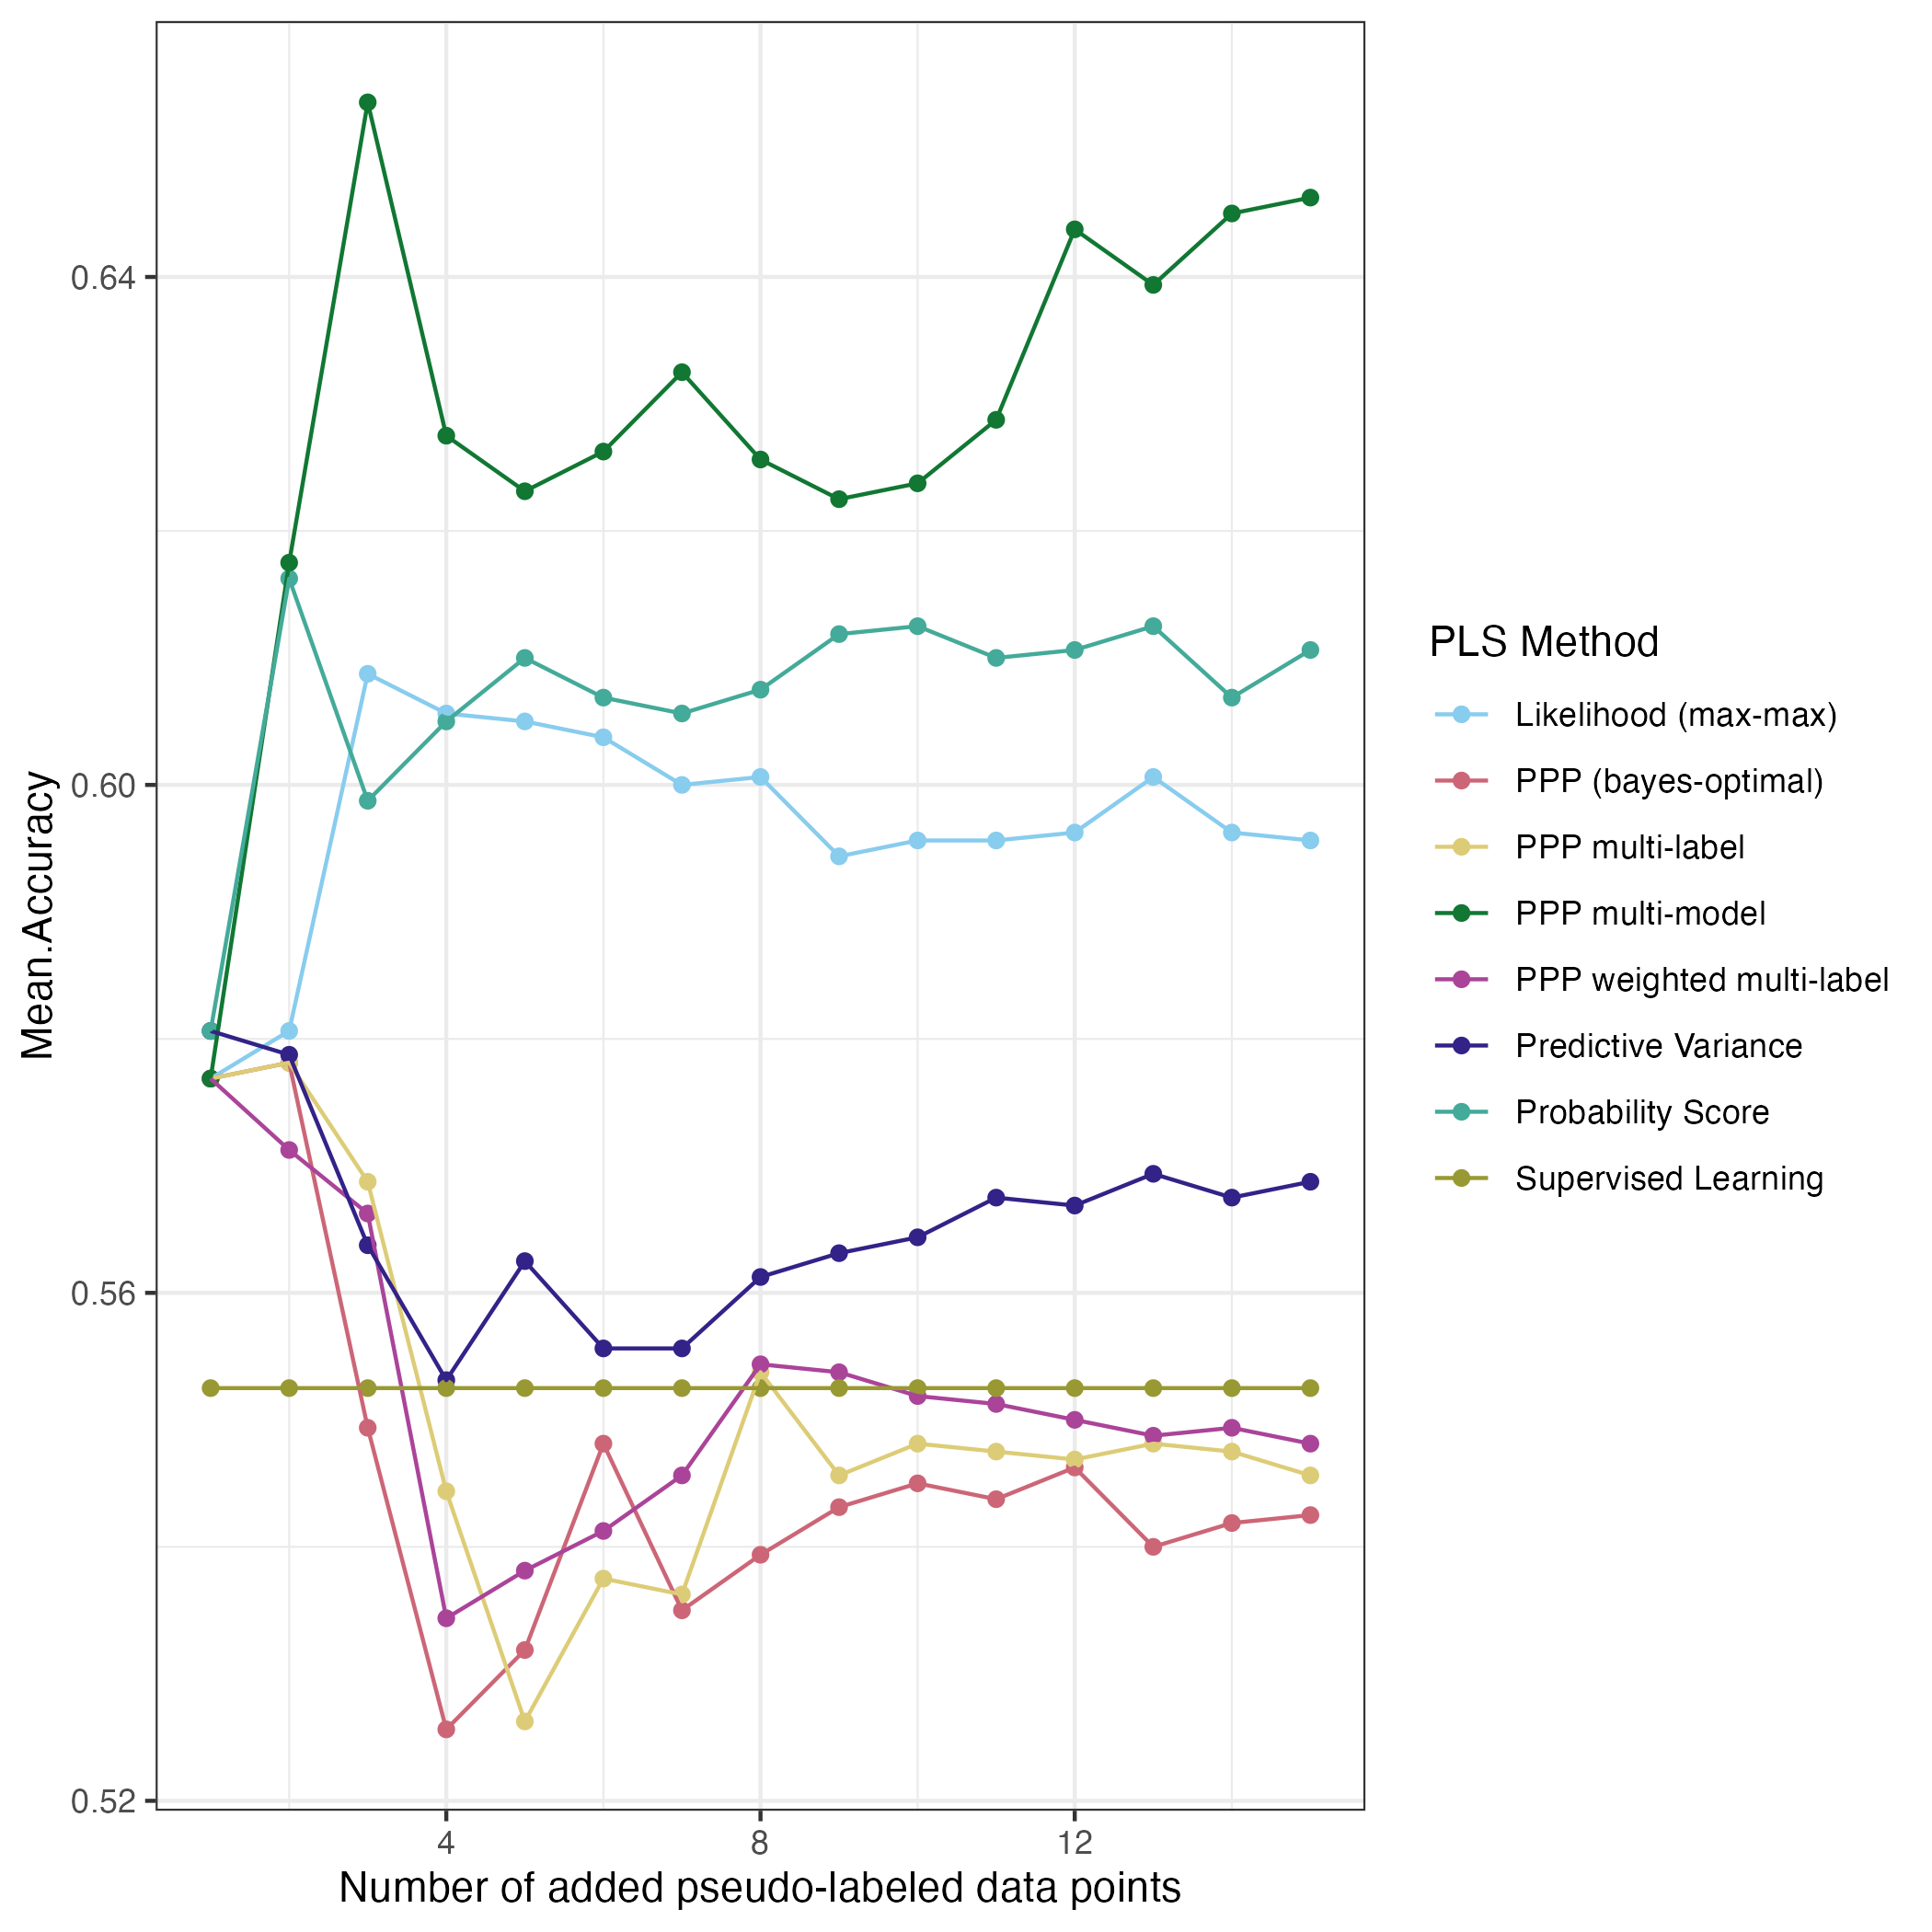 Mean.Accuracy
0.64
0.60
0.56
0.52
4 8 12
Number of added pseudo-labeled data points
PLS Method
Likelihood (max-max)
PPP (bayes-optimal)
PPP multi-label
PPP multi-model
PPP weighted multi-label
Predictive Variance
Probability Score
Supervised Learning